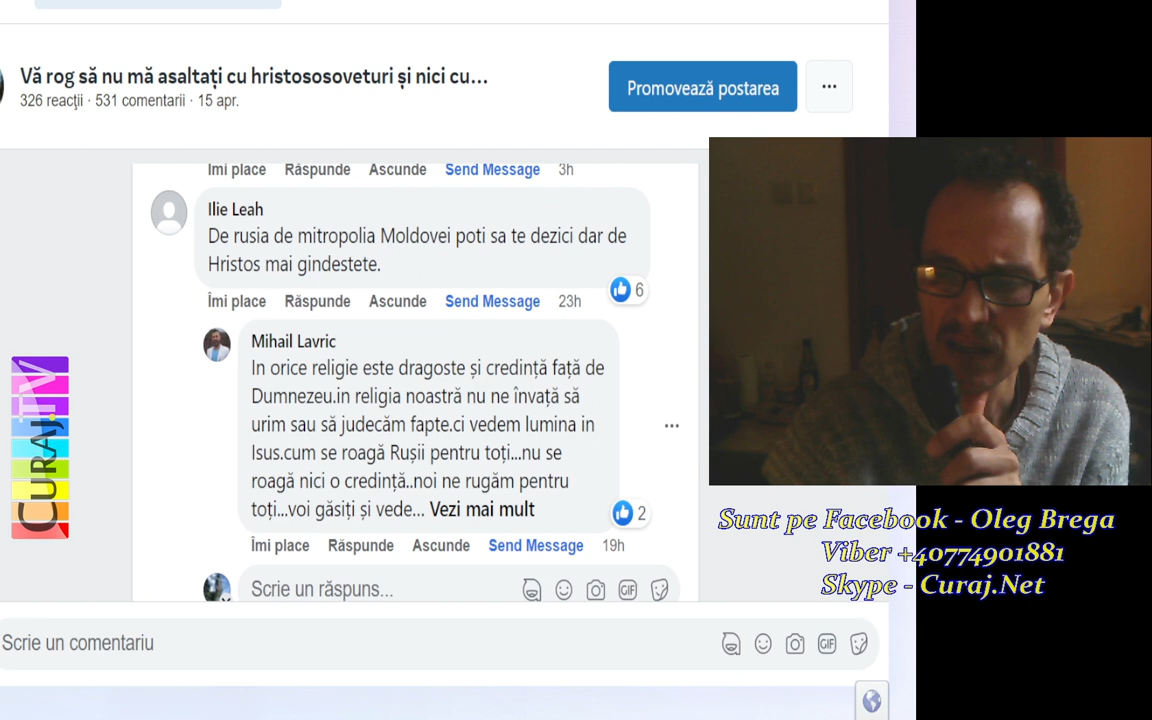 Vă rog să nu mă asaltați cu hristososoveturi și nici cu...
326 reacții · 531 comentarii · 15 apr.
Promovează postarea
Imi place Răspunde Ascunde Send Message 3h
Ilie Leah
De rusia de mitropolia Moldovei poti sa te dezici dar de
Hristos mai gindestete.
6
Îmi place Răspunde Ascunde Send Message 23h
Mihail Lavric
In orice religie este dragoste și credință față de
Dumnezeu.in religia noastră nu ne învață să
urim sau să judecăm fapte.ci vedem lumina in
Isus.cum se roagă Rușii pentru toți...nu se
roagă nici o credință..noi ne rugăm pentru
toți...voi găsiți și vede... Vezi mai mult
2
Îmi place Răspunde Ascunde Send Message 19h
Scrie un răspuns...
GIF
Scrie un comentariu
GIF
CURAJ.TV
Sunt pe Facebook - Oleg Brega
Viber +40774901881
Skype - Curaj.Net